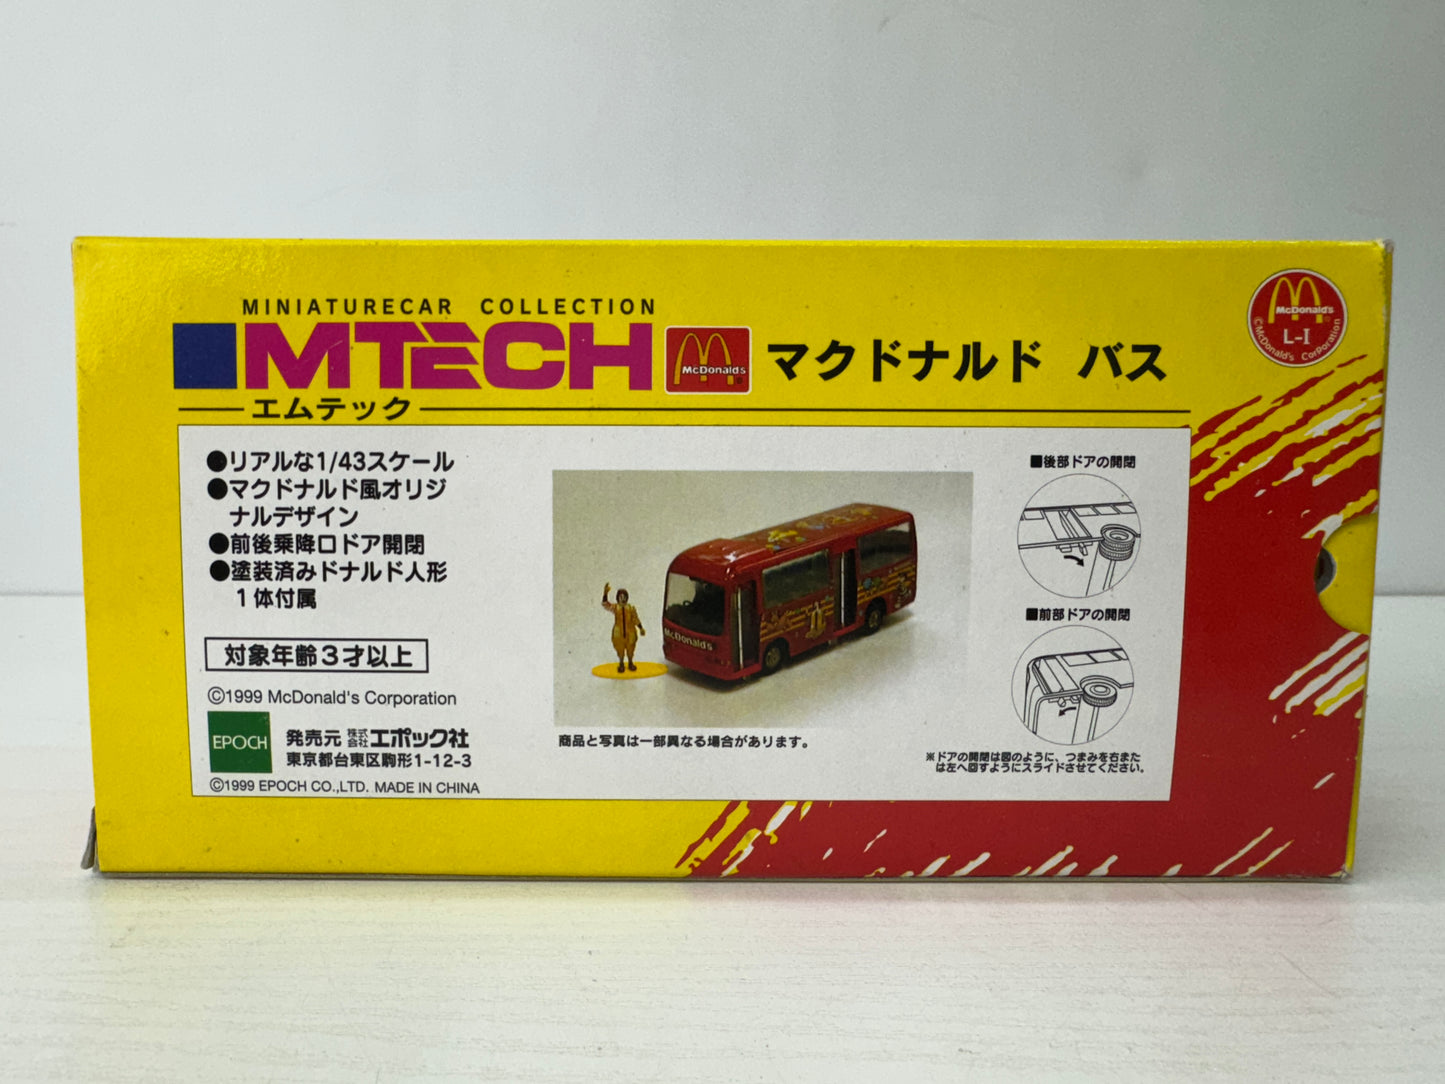 MINIATURECAR COLLECTION
MTECH
McDonald's
マクドナルド バス
エムテック
McDonald's
L-I
©McDonald's Corporation
●リアルな1/43スケール
●マクドナルド風オリジ
ナルデザイン
●前後乗降口ドア開閉
●塗装済みドナルド人形
1体付属
対象年齢3才以上
©1999 McDonald's Corporation
EPOCH
発売元 株式会社エポック社
東京都台東区駒形1-12-3
©1999 EPOCH CO.,LTD. MADE IN CHINA
McDonald's
商品と写真は一部異なる場合があります。
■後部ドアの開閉
■前部ドアの開閉
※ドアの開閉は図のように、つまみを右また
は左へ回すようにスライドさせてください。